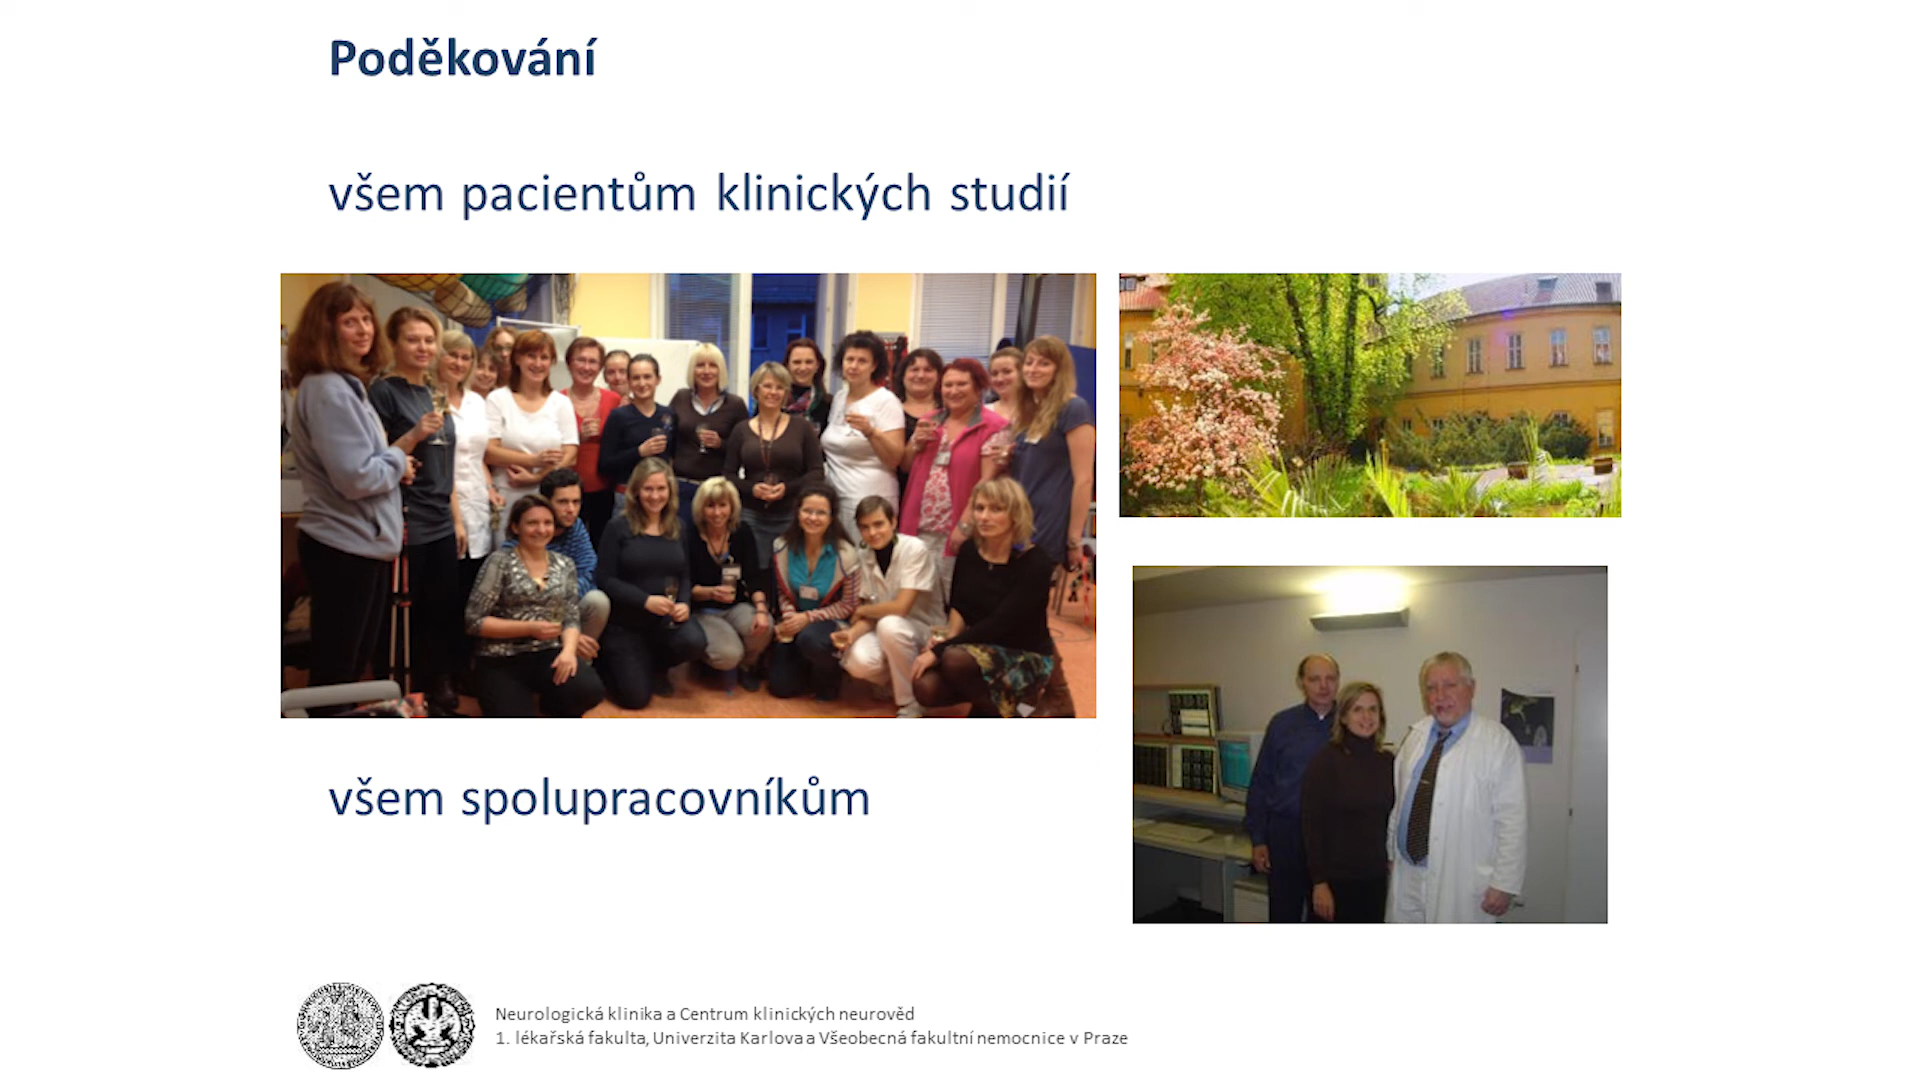 Poděkování
všem pacientům klinických studií
všem spolupracovníkům
Neurologická klinika a Centrum klinických neurověd
1. lékařská fakulta, Univerzita Karlova a Všeobecná fakultní nemocnice v Praze